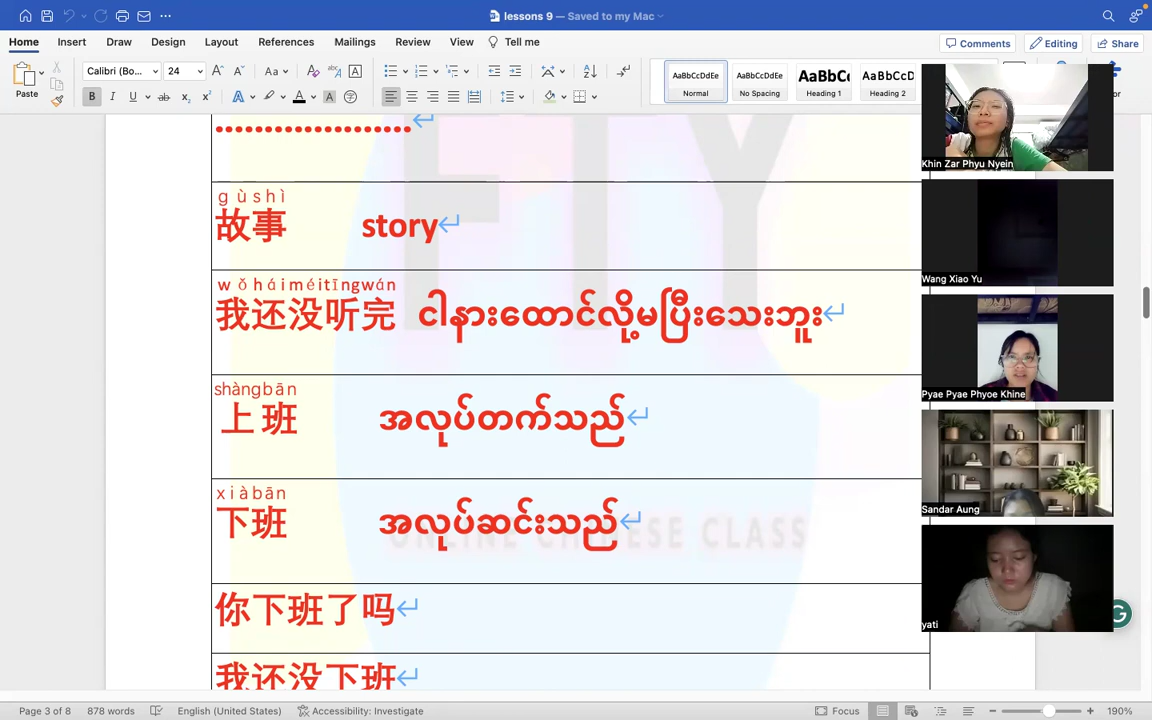 lessons 9 — Saved to my Mac
Home Insert Draw Design Layout References Mailings Review View Tell me
Comments Editing Share
Paste
Calibri (Bo... 24
Normal No Spacing Heading 1 Heading 2
gùshì
故事 story
wǒháiméitīngwán
我还没听完 ငါနားထောင်လို့မပြီးသေးဘူး
shàngbān
上班 အလုပ်တက်သည်
xiàbān
下班 အလုပ်ဆင်းသည်
ONLINE CHINESE CLASS
你下班了吗
我还没下班
Khin Zar Phyu Nyein
Wang Xiao Yu
Pyae Pyae Phyoe Khine
Sandar Aung
yati
Page 3 of 8 878 words English (United States) Accessibility: Investigate Focus 190%